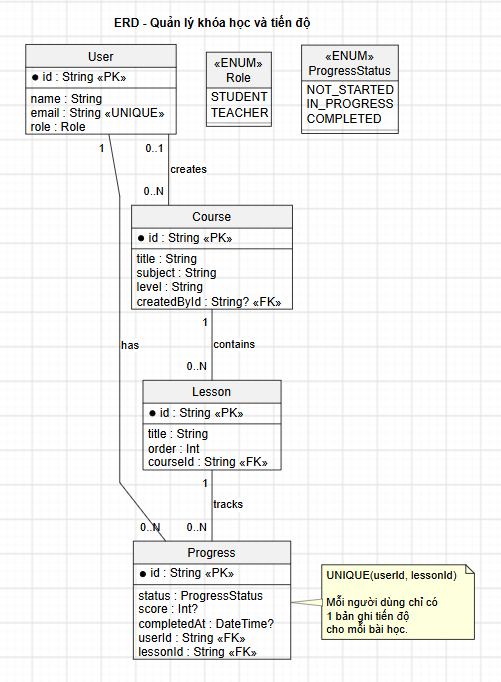 ERD - Quản lý khóa học và tiến độ
User
id : String «PK»
name : String
email : String «UNIQUE»
role : Role
«ENUM»
Role
STUDENT
TEACHER
«ENUM»
ProgressStatus
NOT_STARTED
IN_PROGRESS
COMPLETED
1
0..1
creates
0..N
Course
id : String «PK»
title : String
subject : String
level : String
createdById : String? «FK»
1
has
contains
0..N
Lesson
id : String «PK»
title : String
order : Int
courseId : String «FK»
1
tracks
0..N
0..N
Progress
id : String «PK»
status : ProgressStatus
score : Int?
completedAt : DateTime?
userId : String «FK»
lessonId : String «FK»
UNIQUE(userId, lessonId)
Mỗi người dùng chỉ có
1 bản ghi tiến độ
cho mỗi bài học.